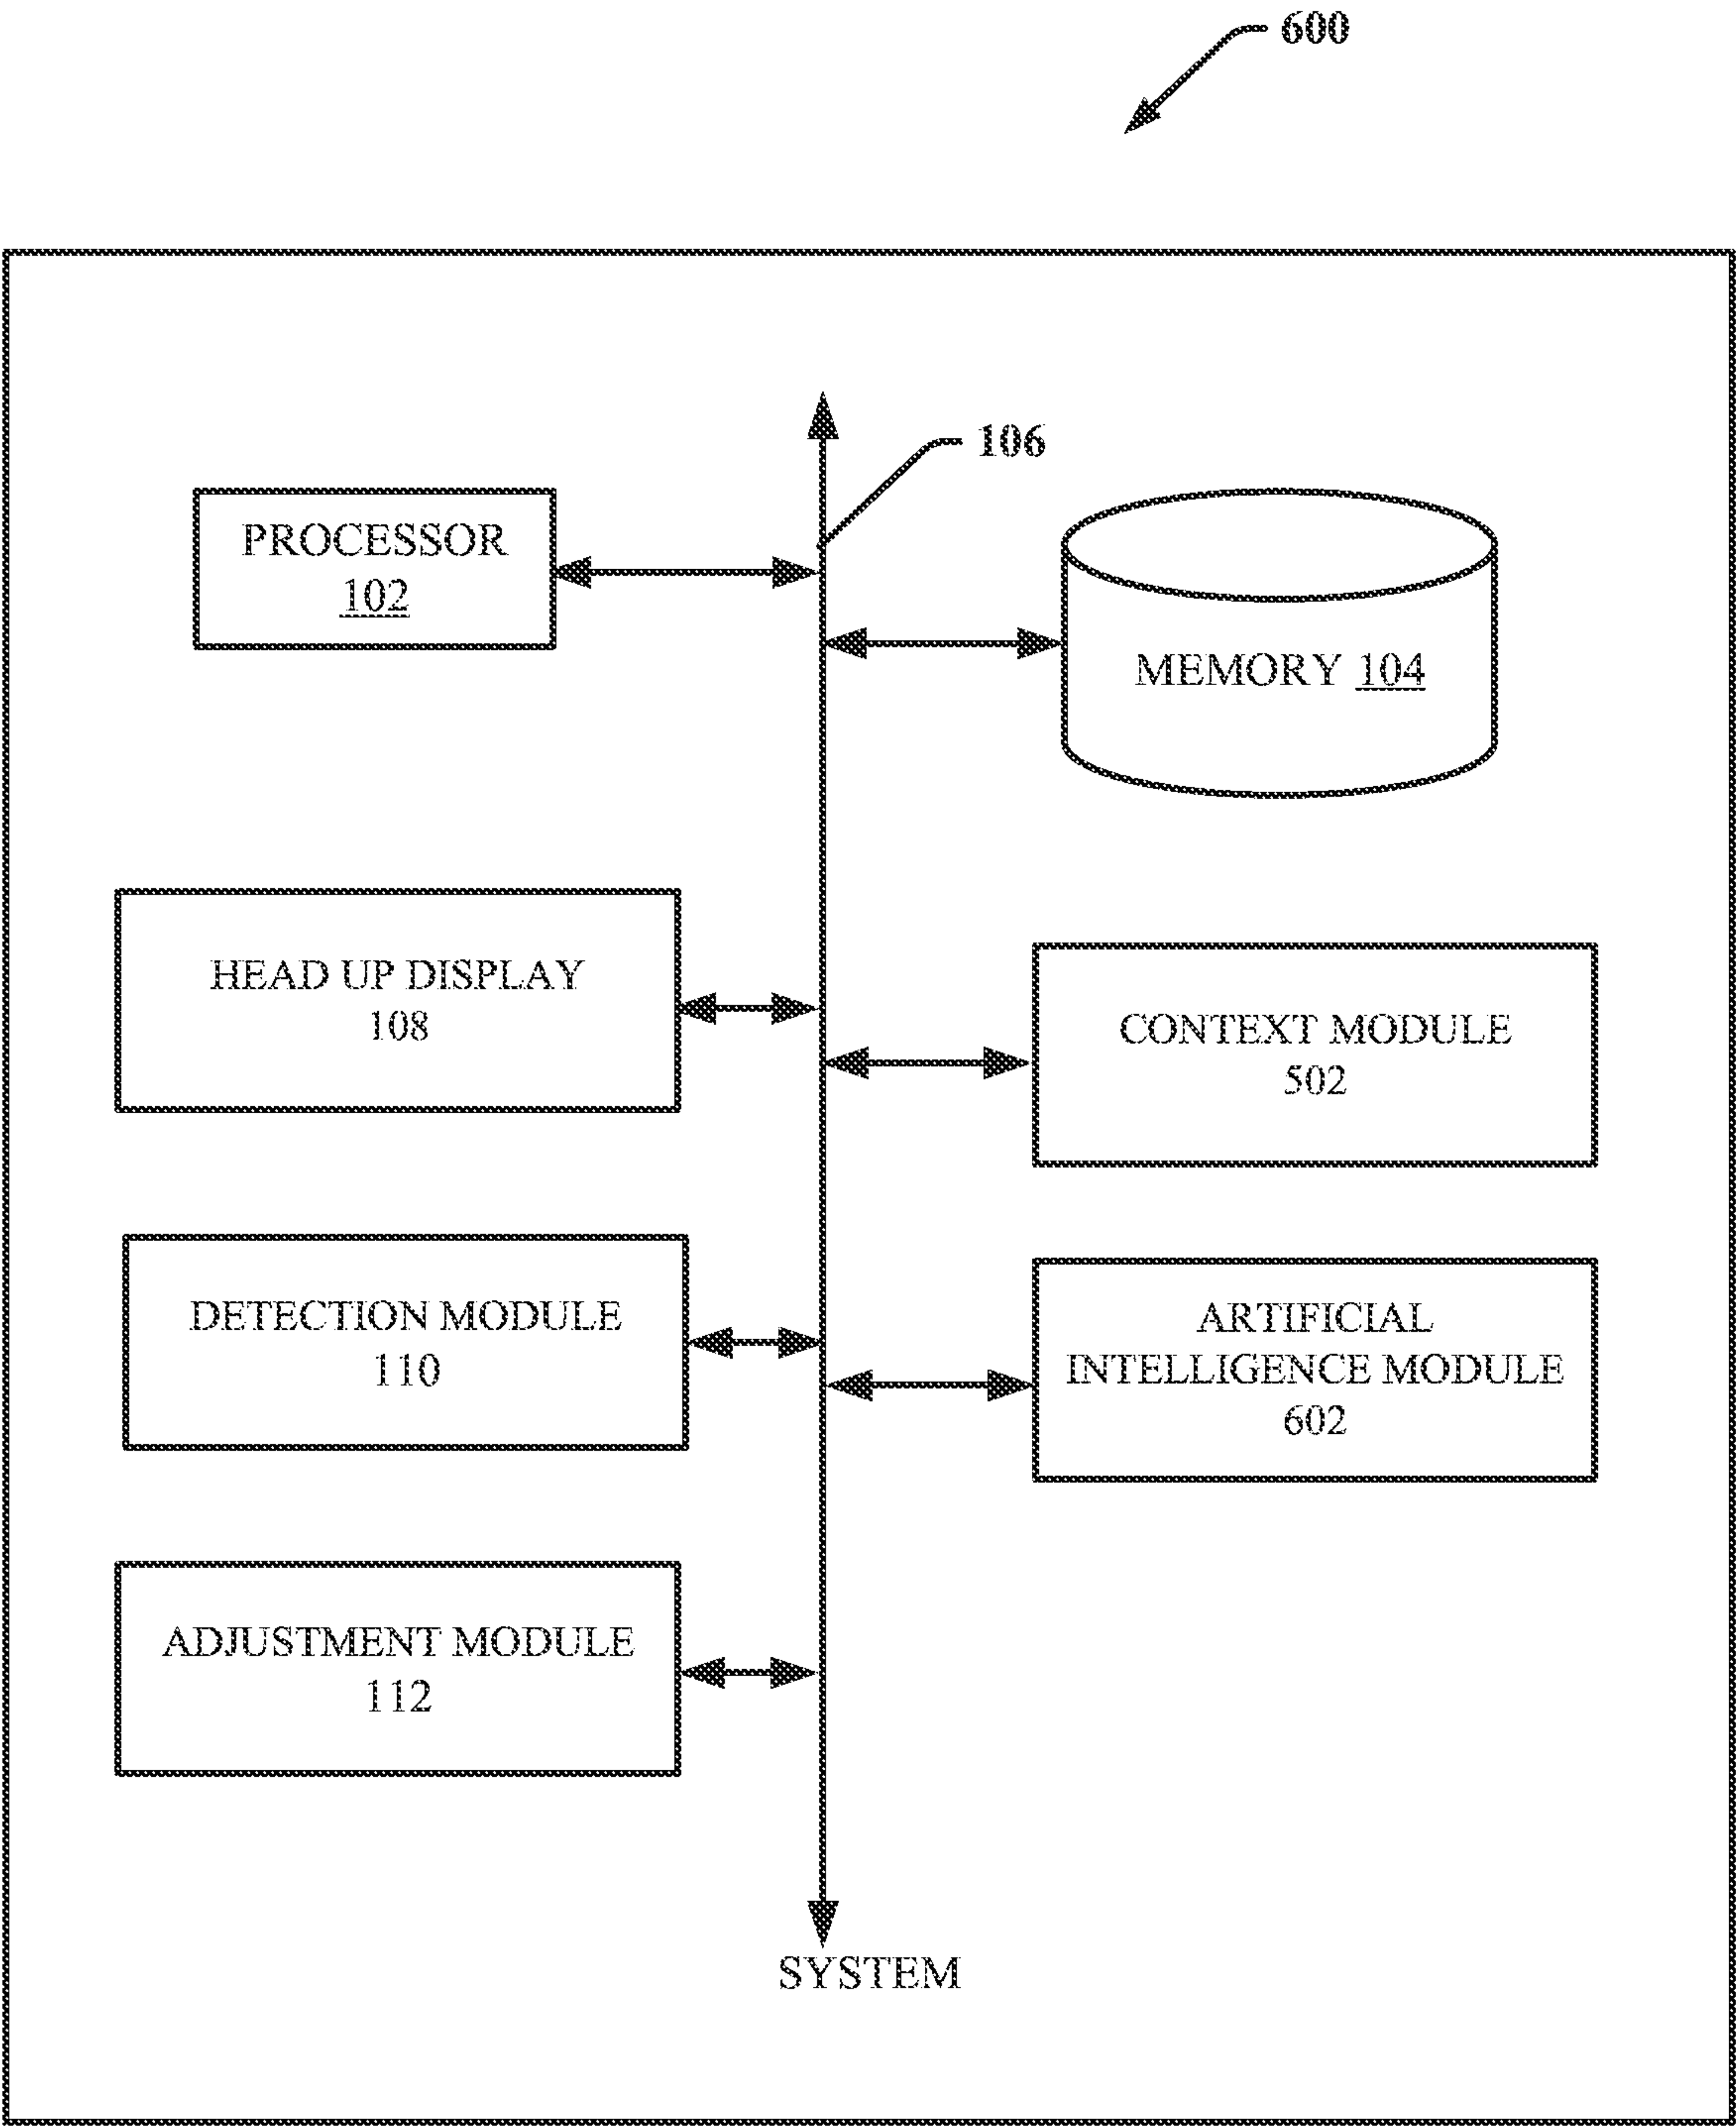 600
106
PROCESSOR
102
MEMORY 104
HEAD UP DISPLAY
108
CONTEXT MODULE
502
DETECTION MODULE
110
ARTIFICIAL
INTELLIGENCE MODULE
602
ADJUSTMENT MODULE
112
SYSTEM